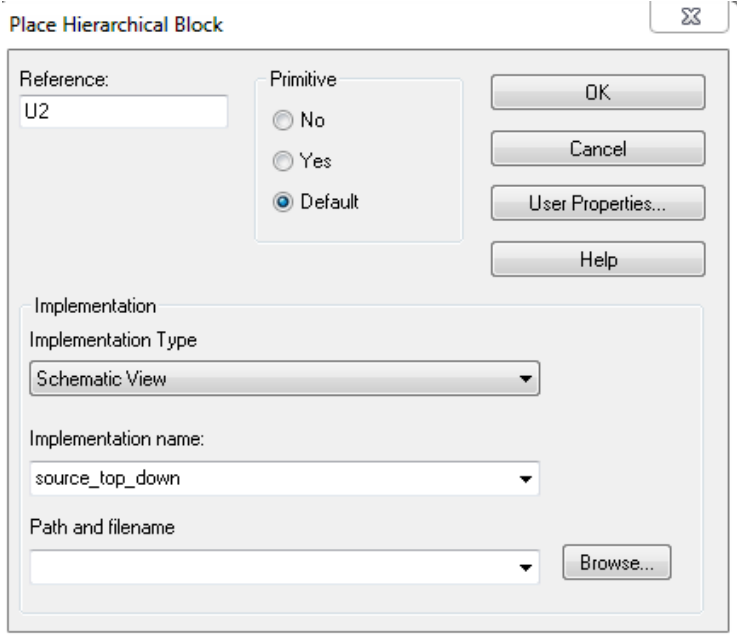 Place Hierarchical Block
Reference:
U2
Primitive
No
Yes
Default
OK
Cancel
User Properties...
Help
Implementation
Implementation Type
Schematic View
Implementation name:
source_top_down
Path and filename
Browse...